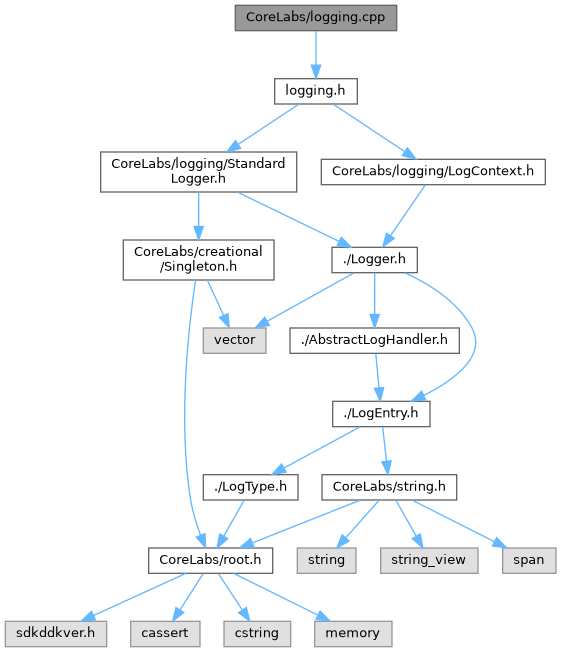 CoreLabs/logging.cpp
logging.h
CoreLabs/logging/Standard
Logger.h
CoreLabs/logging/LogContext.h
CoreLabs/creational
/Singleton.h
./Logger.h
vector
./AbstractLogHandler.h
./LogEntry.h
./LogType.h
CoreLabs/string.h
CoreLabs/root.h
string
string_view
span
sdkddkver.h
cassert
cstring
memory